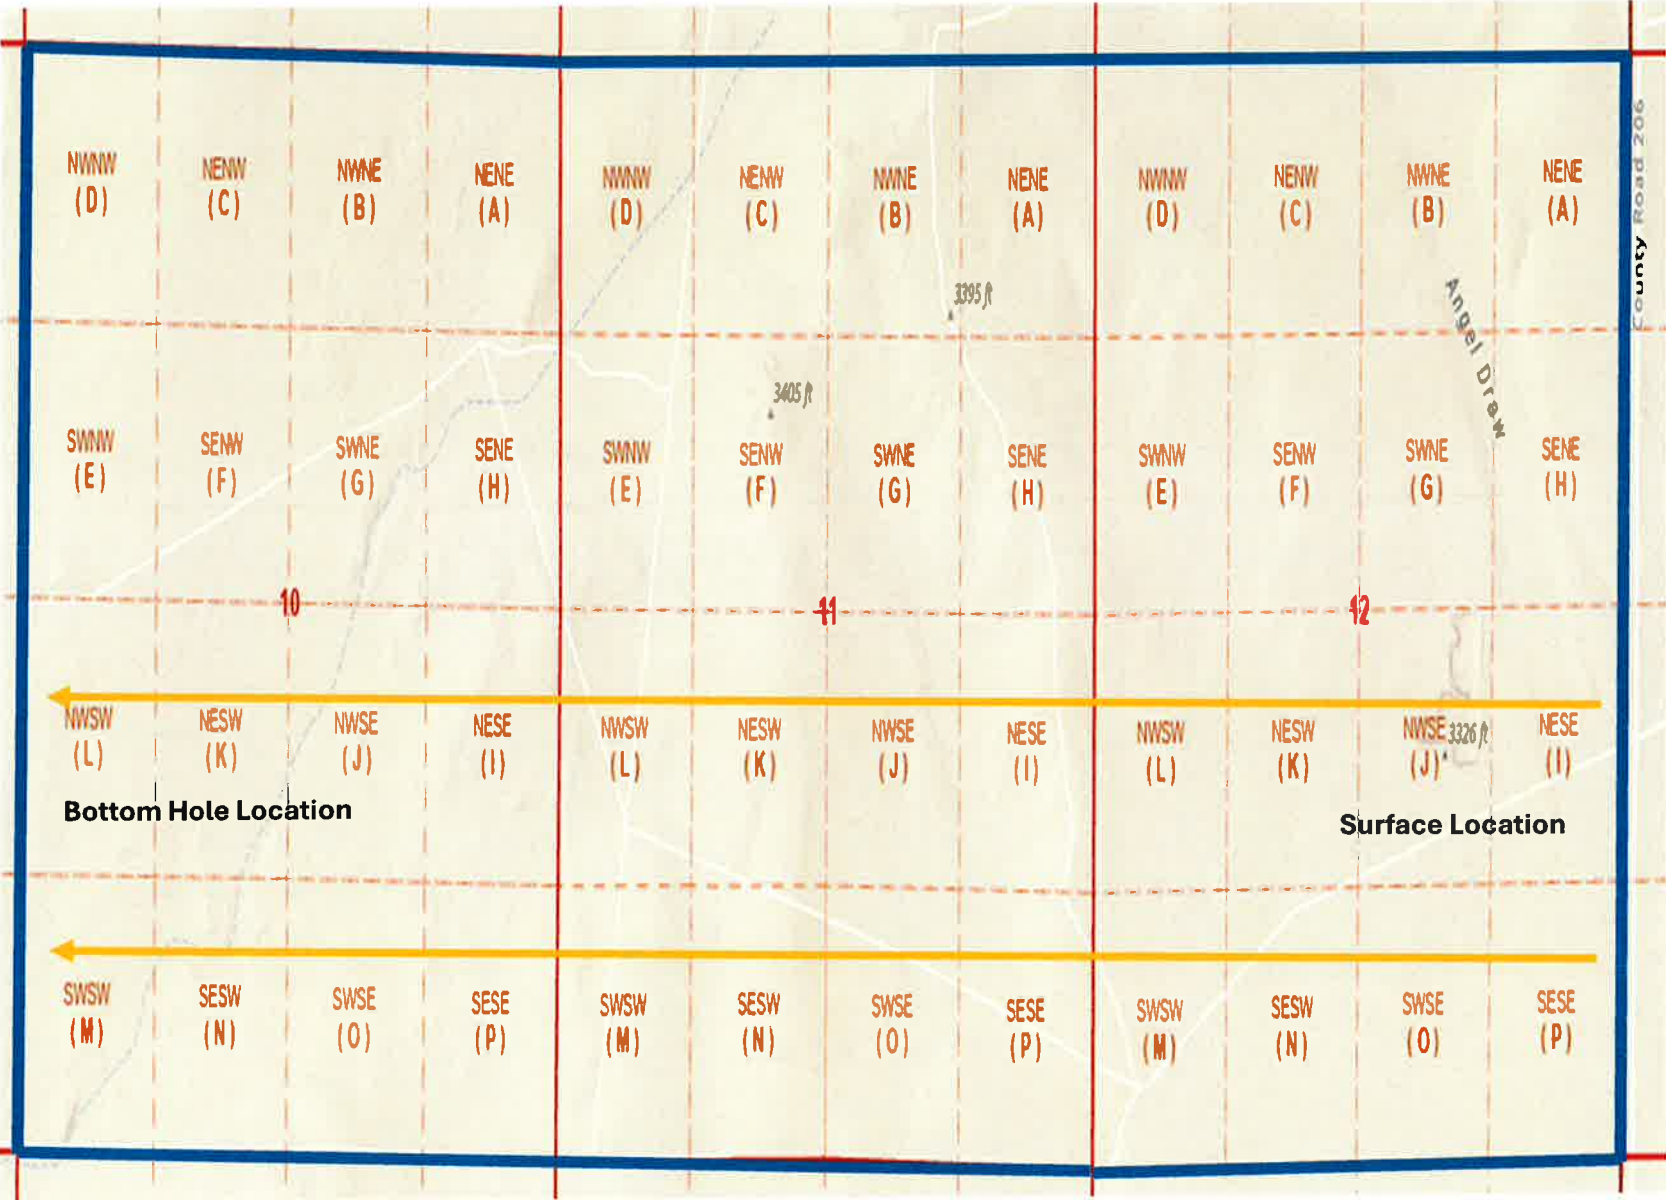 NWNW NENW NWNE NENE NWNW NENW NWNE NENE NWNW NENW NWNE NENE
(D) (C) (B) (A) (D) (C) (B) (A) (D) (C) (B) (A)
County Road 206
3395 ft
Angel Draw
3405 ft
SWNW SENW SWNE SENE SWNW SENW SWNE SENE SWNW SENW SWNE SENE
(E) (F) (G) (H) (E) (F) (G) (H) (E) (F) (G) (H)
10 11 12
NWSW NESW NWSE NESE NWSW NESW NWSE NESE NWSW NESW NWSE 3326 ft NESE
(L) (K) (J) (I) (L) (K) (J) (I) (L) (K) (J) (I)
Bottom Hole Location Surface Location
SWSW SESW SWSE SESE SWSW SESW SWSE SESE SWSW SESW SWSE SESE
(M) (N) (O) (P) (M) (N) (O) (P) (M) (N) (O) (P)